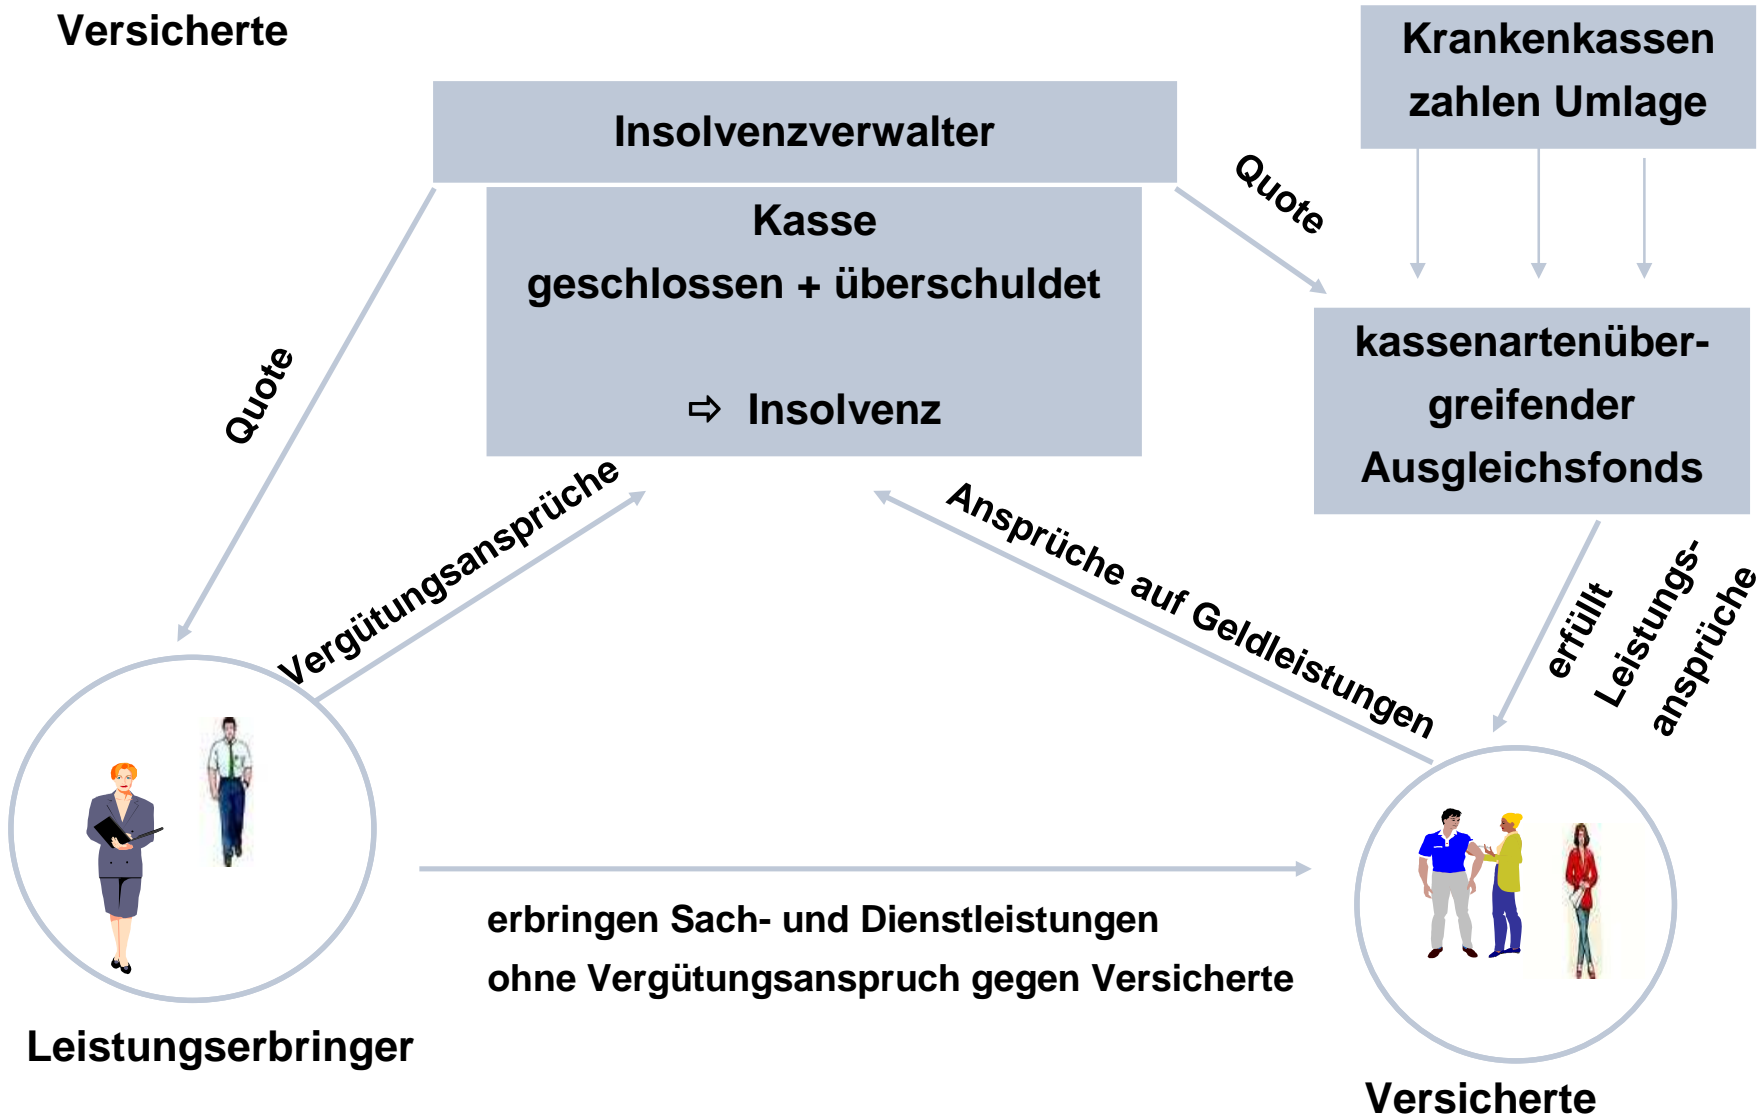 Versicherte
Krankenkassen
zahlen Umlage
Insolvenzverwalter
Quote
Kasse
geschlossen + überschuldet
⇨ Insolvenz
kassenartenüber-
greifender
Ausgleichsfonds
Quote
Vergütungsansprüche
Ansprüche auf Geldleistungen
erfüllt
Leistungs-
ansprüche
erbringen Sach- und Dienstleistungen
ohne Vergütungsanspruch gegen Versicherte
Leistungserbringer
Versicherte